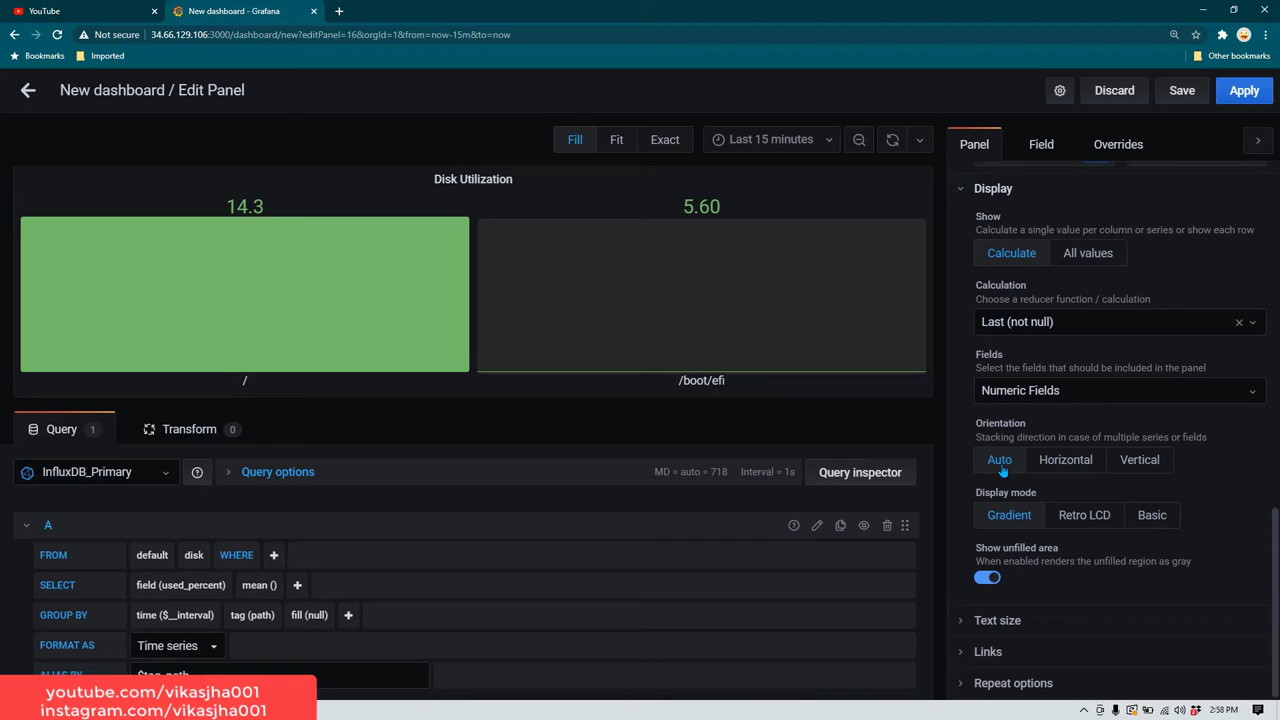 YouTube
New dashboard - Grafana
Not secure
34.66.129.106:3000/dashboard/new?editPanel=16&orgId=1&from=now-15m&to=now
Bookmarks
Imported
Other bookmarks
New dashboard / Edit Panel
Discard
Save
Apply
Fill
Fit
Exact
Last 15 minutes
Panel
Field
Overrides
Disk Utilization
14.3
5.60
/
/boot/efi
Display
Show
Calculate a single value per column or series or show each row
Calculate
All values
Calculation
Choose a reducer function / calculation
Last (not null)
Fields
Select the fields that should be included in the panel
Numeric Fields
Orientation
Stacking direction in case of multiple series or fields
Auto
Horizontal
Vertical
Display mode
Gradient
Retro LCD
Basic
Show unfilled area
When enabled renders the unfilled region as gray
Text size
Links
Repeat options
Query 1
Transform 0
InfluxDB_Primary
Query options
MD = auto = 718
Interval = 1s
Query inspector
A
FROM default disk WHERE +
SELECT field (used_percent) mean () +
GROUP BY time ($__interval) tag (path) fill (null) +
FORMAT AS Time series
ALIAS BY $tag_path
youtube.com/vikasjha001
instagram.com/vikasjha001
2:58 PM